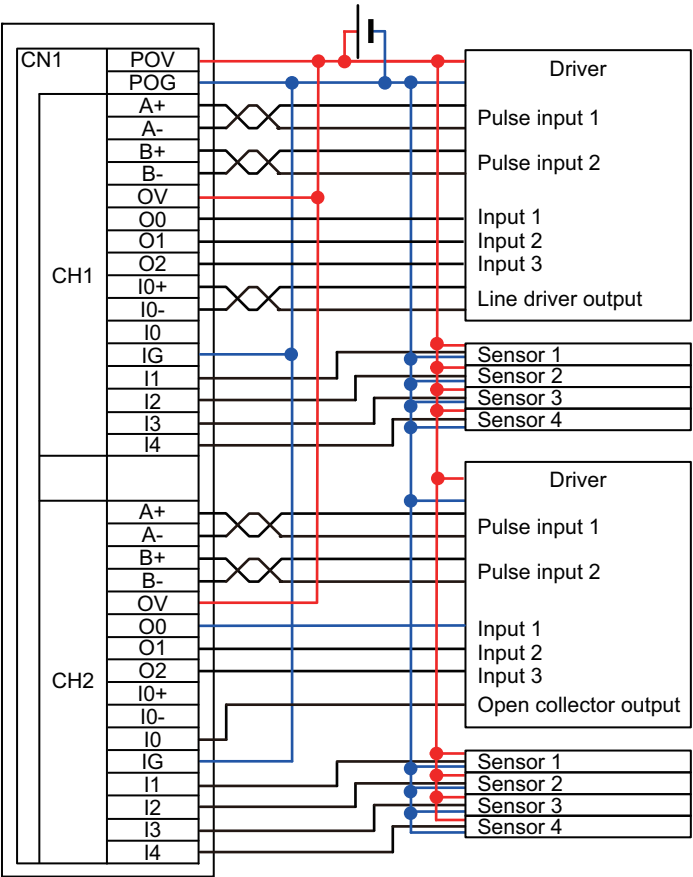 CN1
POV
POG
CH1
A+
A-
B+
B-
OV
O0
O1
O2
I0+
I0-
I0
IG
I1
I2
I3
I4
CH2
A+
A-
B+
B-
OV
O0
O1
O2
I0+
I0-
I0
IG
I1
I2
I3
I4
Driver
Pulse input 1
Pulse input 2
Input 1
Input 2
Input 3
Line driver output
Sensor 1
Sensor 2
Sensor 3
Sensor 4
Driver
Pulse input 1
Pulse input 2
Input 1
Input 2
Input 3
Open collector output
Sensor 1
Sensor 2
Sensor 3
Sensor 4